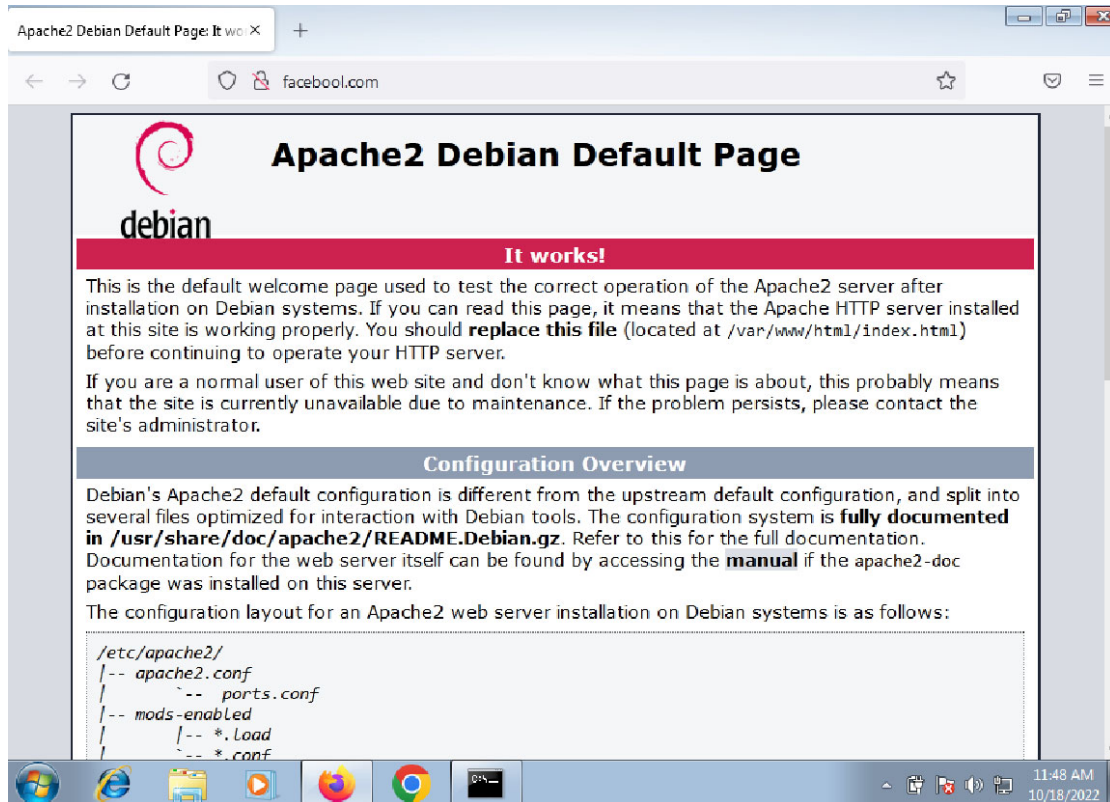 Apache2 Debian Default Page: It wo
facebool.com
debian
Apache2 Debian Default Page
It works!
This is the default welcome page used to test the correct operation of the Apache2 server after
installation on Debian systems. If you can read this page, it means that the Apache HTTP server installed
at this site is working properly. You should replace this file (located at /var/www/html/index.html)
before continuing to operate your HTTP server.
If you are a normal user of this web site and don't know what this page is about, this probably means
that the site is currently unavailable due to maintenance. If the problem persists, please contact the
site's administrator.
Configuration Overview
Debian's Apache2 default configuration is different from the upstream default configuration, and split into
several files optimized for interaction with Debian tools. The configuration system is fully documented
in /usr/share/doc/apache2/README.Debian.gz. Refer to this for the full documentation.
Documentation for the web server itself can be found by accessing the manual if the apache2-doc
package was installed on this server.
The configuration layout for an Apache2 web server installation on Debian systems is as follows:
/etc/apache2/
|-- apache2.conf
|       `--  ports.conf
|-- mods-enabled
|       |-- *.load
|       `-- *.conf
C:\
11:48 AM
10/18/2022